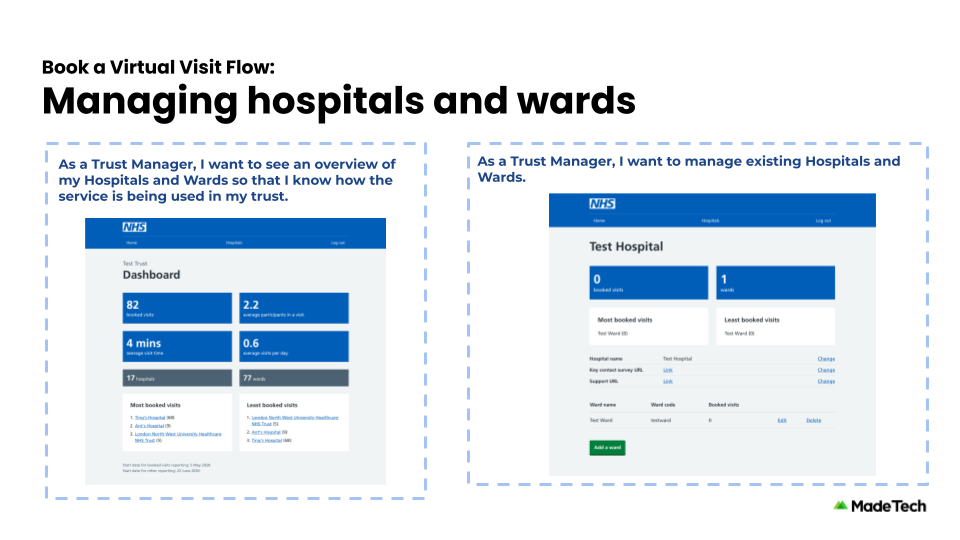 Book a Virtual Visit Flow:
Managing hospitals and wards
As a Trust Manager, I want to see an overview of
my Hospitals and Wards so that I know how the
service is being used in my trust.
NHS
Home Hospitals Log out
Test Trust
Dashboard
82 2.2
booked visits average participants in a visit
4 mins 0.6
average visit time average visits per day
17 hospitals 77 wards
Most booked visits Least booked visits
1. Tina's Hospital (68) 1. London North West University Healthcare
NHS Trust (5)
2. Ant's Hospital (9) 2. Ant's Hospital (9)
3. London North West University Healthcare 3. Tina's Hospital (68)
NHS Trust (5)
Start date for booked visits reporting: 5 May 2020
Start date for other reporting: 22 June 2020
As a Trust Manager, I want to manage existing Hospitals and
Wards.
NHS
Home Hospitals Log out
Test Hospital
0 1
booked visits wards
Most booked visits Least booked visits
Test Ward (0) Test Ward (0)
Hospital name Test Hospital Change
Key contact survey URL Link Change
Support URL Link Change
Ward name Ward code Booked visits
Test Ward testward 0 Edit Delete
Add a ward
MadeTech